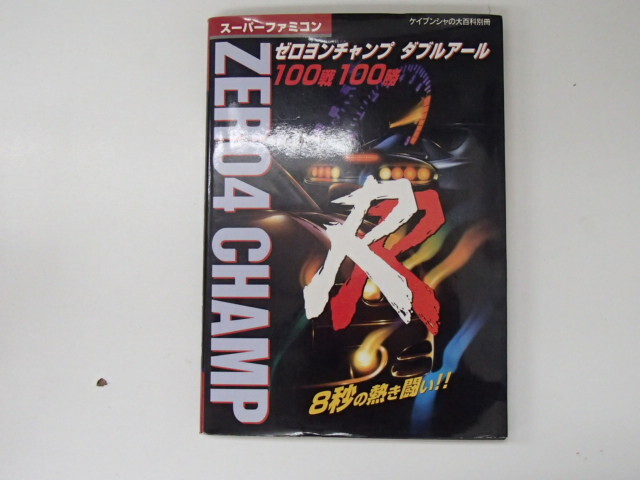 スーパーファミコン
ケイブンシャの大百科別冊
ゼロヨンチャンプ ダブルアール
100戦100勝
ZERO4 CHAMP
RR
8秒の熱き闘い!!